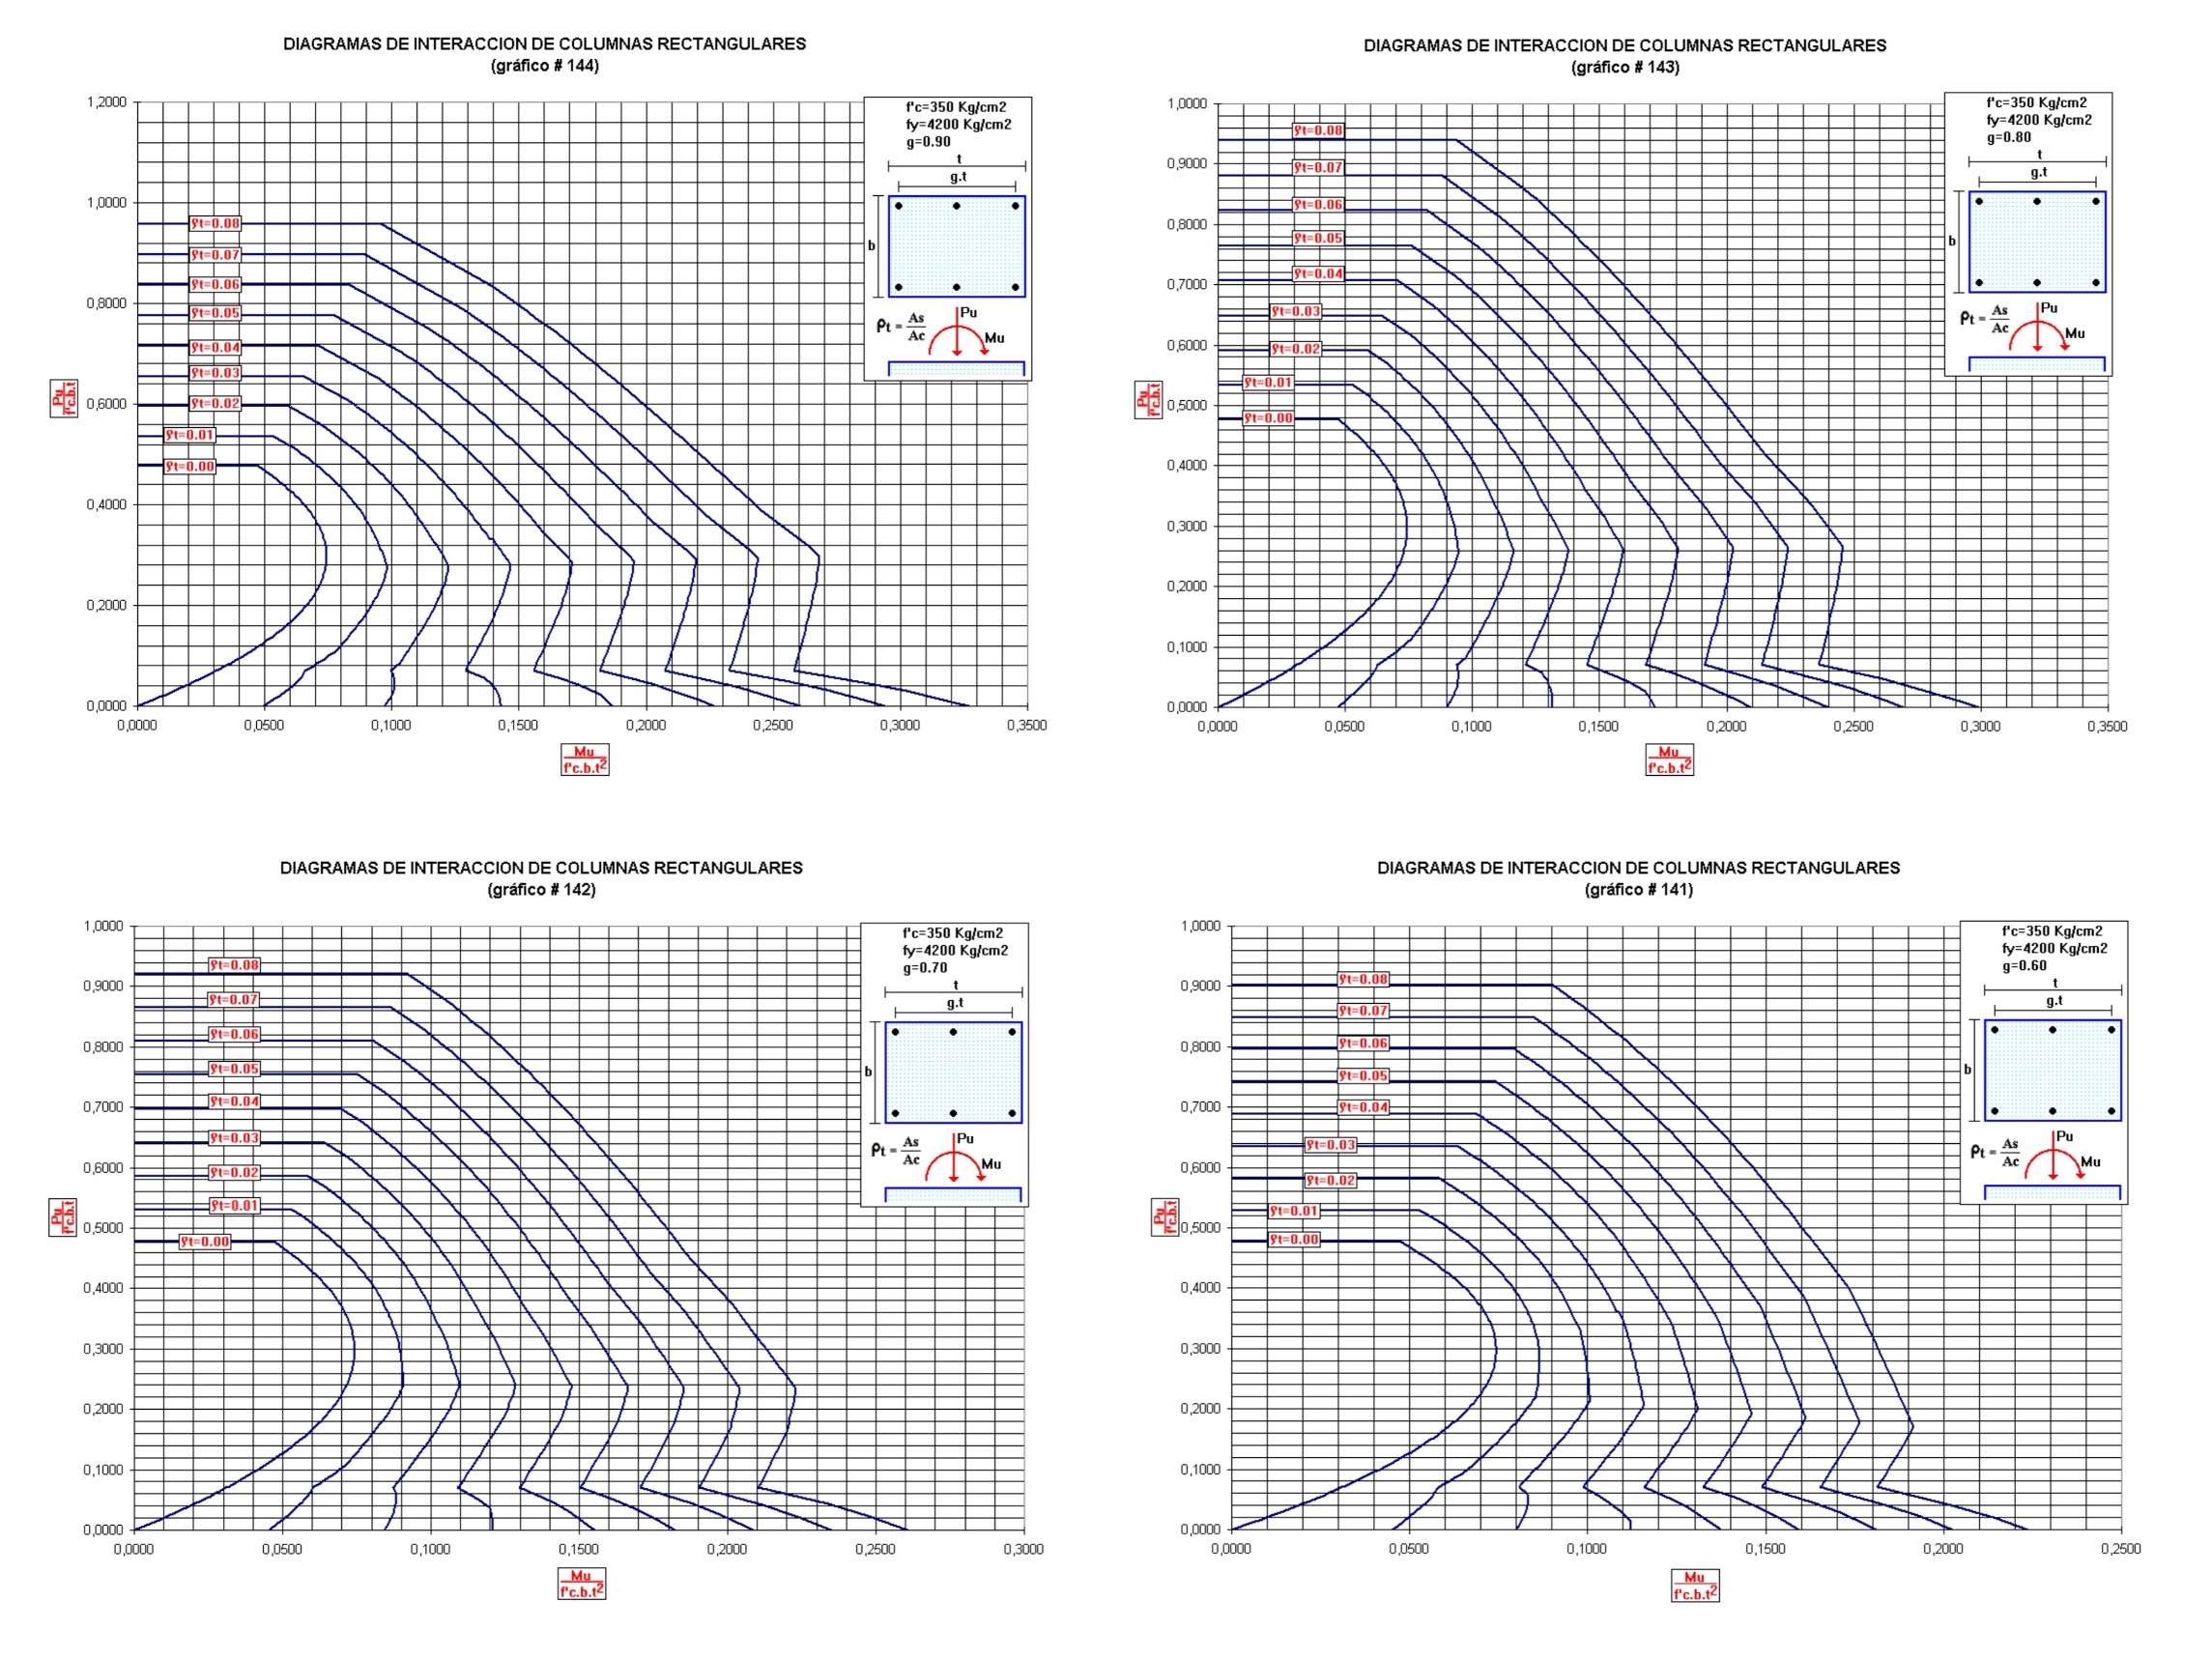 DIAGRAMAS DE INTERACCION DE COLUMNAS RECTANGULARES
(gráfico # 144)
1,2000
1,0000
0,8000
0,6000
0,4000
0,2000
0,0000
0,0000 0,0500 0,1000 0,1500 0,2000 0,2500 0,3000 0,3500
Pu
f'c.b.t
Mu
f'c.b.t2
ρt=0.08
ρt=0.07
ρt=0.06
ρt=0.05
ρt=0.04
ρt=0.03
ρt=0.02
ρt=0.01
ρt=0.00
f'c=350 Kg/cm2
fy=4200 Kg/cm2
g=0.90
t
g.t
b
ρt = As
Ac
Pu
Mu
DIAGRAMAS DE INTERACCION DE COLUMNAS RECTANGULARES
(gráfico # 143)
1,0000
0,9000
0,8000
0,7000
0,6000
0,5000
0,4000
0,3000
0,2000
0,1000
0,0000
0,0000 0,0500 0,1000 0,1500 0,2000 0,2500 0,3000 0,3500
Pu
f'c.b.t
Mu
f'c.b.t2
ρt=0.08
ρt=0.07
ρt=0.06
ρt=0.05
ρt=0.04
ρt=0.03
ρt=0.02
ρt=0.01
ρt=0.00
f'c=350 Kg/cm2
fy=4200 Kg/cm2
g=0.80
t
g.t
b
ρt = As
Ac
Pu
Mu
DIAGRAMAS DE INTERACCION DE COLUMNAS RECTANGULARES
(gráfico # 142)
1,0000
0,9000
0,8000
0,7000
0,6000
0,5000
0,4000
0,3000
0,2000
0,1000
0,0000
0,0000 0,0500 0,1000 0,1500 0,2000 0,2500 0,3000
Pu
f'c.b.t
Mu
f'c.b.t2
ρt=0.08
ρt=0.07
ρt=0.06
ρt=0.05
ρt=0.04
ρt=0.03
ρt=0.02
ρt=0.01
ρt=0.00
f'c=350 Kg/cm2
fy=4200 Kg/cm2
g=0.70
t
g.t
b
ρt = As
Ac
Pu
Mu
DIAGRAMAS DE INTERACCION DE COLUMNAS RECTANGULARES
(gráfico # 141)
1,0000
0,9000
0,8000
0,7000
0,6000
0,5000
0,4000
0,3000
0,2000
0,1000
0,0000
0,0000 0,0500 0,1000 0,1500 0,2000 0,2500
Pu
f'c.b.t
Mu
f'c.b.t2
ρt=0.08
ρt=0.07
ρt=0.06
ρt=0.05
ρt=0.04
ρt=0.03
ρt=0.02
ρt=0.01
ρt=0.00
f'c=350 Kg/cm2
fy=4200 Kg/cm2
g=0.60
t
g.t
b
ρt = As
Ac
Pu
Mu